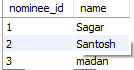 nominee_id name
1 Sagar
2 Santosh
3 madan